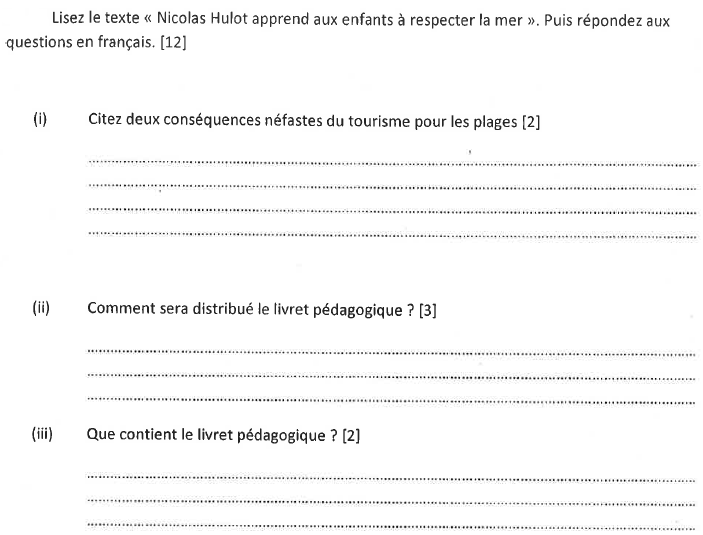 Lisez le texte « Nicolas Hulot apprend aux enfants à respecter la mer ». Puis répondez aux
questions en français. [12]
(i) Citez deux conséquences néfastes du tourisme pour les plages [2]
(ii) Comment sera distribué le livret pédagogique ? [3]
(iii) Que contient le livret pédagogique ? [2]